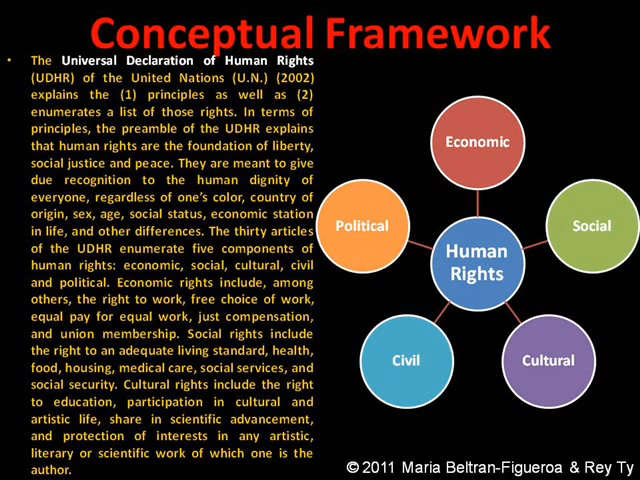 Conceptual Framework
• The Universal Declaration of Human Rights
(UDHR) of the United Nations (U.N.) (2002)
explains the (1) principles as well as (2)
enumerates a list of those rights. In terms of
principles, the preamble of the UDHR explains
that human rights are the foundation of liberty,
social justice and peace. They are meant to give
due recognition to the human dignity of
everyone, regardless of one's color, country of
origin, sex, age, social status, economic station
in life, and other differences. The thirty articles
of the UDHR enumerate five components of
human rights: economic, social, cultural, civil
and political. Economic rights include, among
others, the right to work, free choice of work,
equal pay for equal work, just compensation,
and union membership. Social rights include
the right to an adequate living standard, health,
food, housing, medical care, social services, and
social security. Cultural rights include the right
to education, participation in cultural and
artistic life, share in scientific advancement,
and protection of interests in any artistic,
literary or scientific work of which one is the
author.
Economic
Political
Social
Human
Rights
Civil
Cultural
© 2011 Maria Beltran-Figueroa & Rey Ty